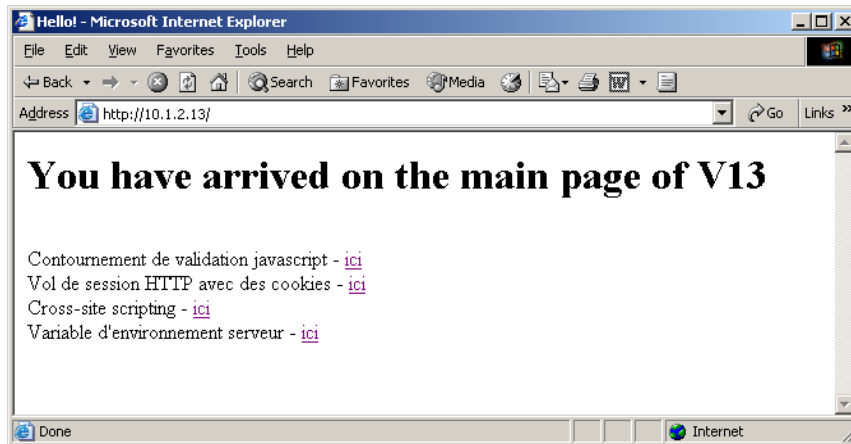 Hello! - Microsoft Internet Explorer
File Edit View Favorites Tools Help
Back Search Favorites Media
Address http://10.1.2.13/ Go Links »
You have arrived on the main page of V13
Contournement de validation javascript - ici
Vol de session HTTP avec des cookies - ici
Cross-site scripting - ici
Variable d'environnement serveur - ici
Done Internet